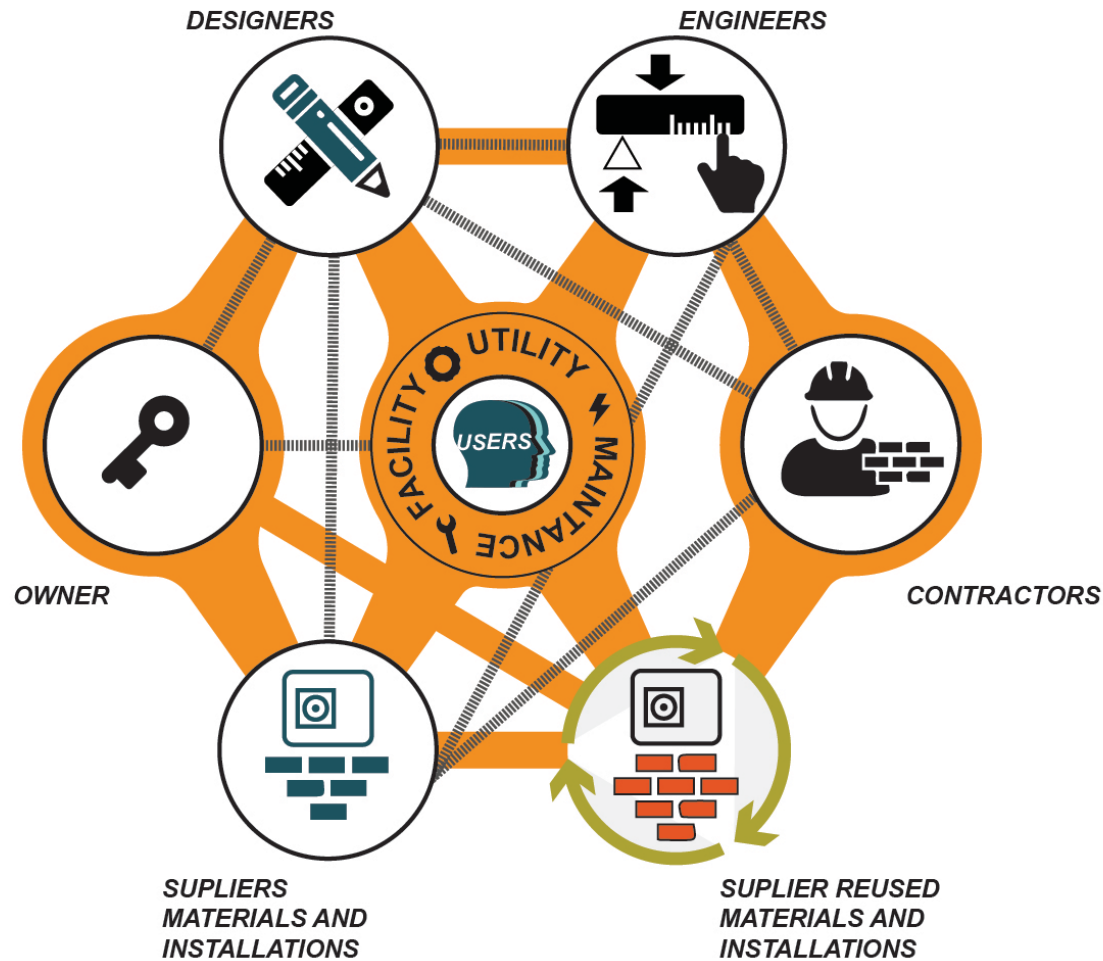 DESIGNERS
ENGINEERS
UTILITY
FACILITY
USERS
MAINTANCE
OWNER
CONTRACTORS
SUPLIERS
MATERIALS AND
INSTALLATIONS
SUPLIER REUSED
MATERIALS AND
INSTALLATIONS